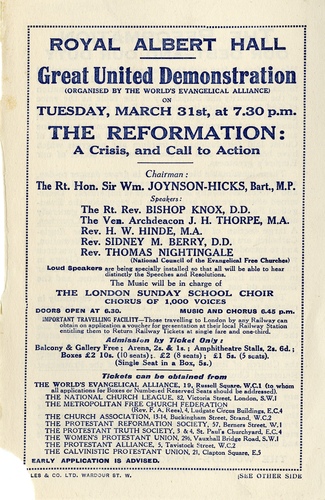 ROYAL ALBERT HALL
Great United Demonstration
(ORGANISED BY THE WORLD'S EVANGELICAL ALLIANCE)
ON
TUESDAY, MARCH 31st, at 7.30 p.m.
THE REFORMATION:
A Crisis, and Call to Action
Chairman:
The Rt. Hon. Sir Wm. JOYNSON-HICKS, Bart., M.P.
Speakers:
The Rt. Rev. BISHOP KNOX, D.D.
The Ven. Archdeacon J. H. THORPE, M.A.
Rev. H. W. HINDE, M.A.
Rev. SIDNEY M. BERRY, D.D.
Rev. THOMAS NIGHTINGALE
(National Council of the Evangelical Free Churches)
Loud Speakers are being specially installed so that all will be able to hear
distinctly the Speeches and Resolutions.
The Music will be in charge of
THE LONDON SUNDAY SCHOOL CHOIR
CHORUS OF 1,000 VOICES
DOORS OPEN AT 6.30. MUSIC AND CHORUS 6.45 p.m.
IMPORTANT TRAVELLING FACILITY—Those travelling to London by any Railway can
obtain on application a voucher for presentation at their local Railway Station
entitling them to Return Railway Tickets at single fare and one-third.
Admission by Ticket Only:
Balcony & Gallery Free; Arena, 2s. & 1s.; Amphitheatre Stalls, 2s. 6d.;
Boxes £2 10s. (10 seats); £2 (8 seats); £1 5s. (5 seats)
(Single Seat in a Box, 5s.)
Tickets can be obtained from
THE WORLD'S EVANGELICAL ALLIANCE, 19, Russell Square, W.C.1 (to whom
all applications for Boxes or Numbered Reserved Seats should be addressed).
THE NATIONAL CHURCH LEAGUE, 82, Victoria Street, London, S.W.1
THE METROPOLITAN FREE CHURCH FEDERATION
(Rev. F. A. Rees), 4, Ludgate Circus Buildings, E.C.4
THE CHURCH ASSOCIATION, 13-14, Buckingham Street, Strand, W.C.2
THE PROTESTANT REFORMATION SOCIETY, 57, Berners Street, W.1
THE PROTESTANT TRUTH SOCIETY, 3 & 4, St. Paul's Churchyard, E.C.4
THE WOMEN'S PROTESTANT UNION, 296, Vauxhall Bridge Road, S.W.1
THE PROTESTANT ALLIANCE, 5, Tavistock Street, W.C.2
THE CALVINISTIC PROTESTANT UNION, 21, Clapton Square, E.5
EARLY APPLICATION IS ADVISED.
LES & CO. LTD. WARDOUR ST. W. (SEE OTHER SIDE